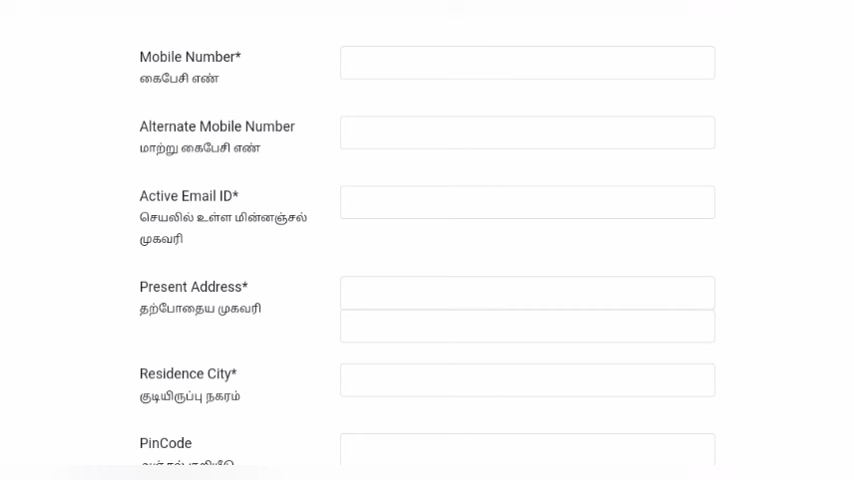 Mobile Number*
கைபேசி எண்
Alternate Mobile Number
மாற்று கைபேசி எண்
Active Email ID*
செயலில் உள்ள மின்னஞ்சல்
முகவரி
Present Address*
தற்போதைய முகவரி
Residence City*
குடியிருப்பு நகரம்
PinCode